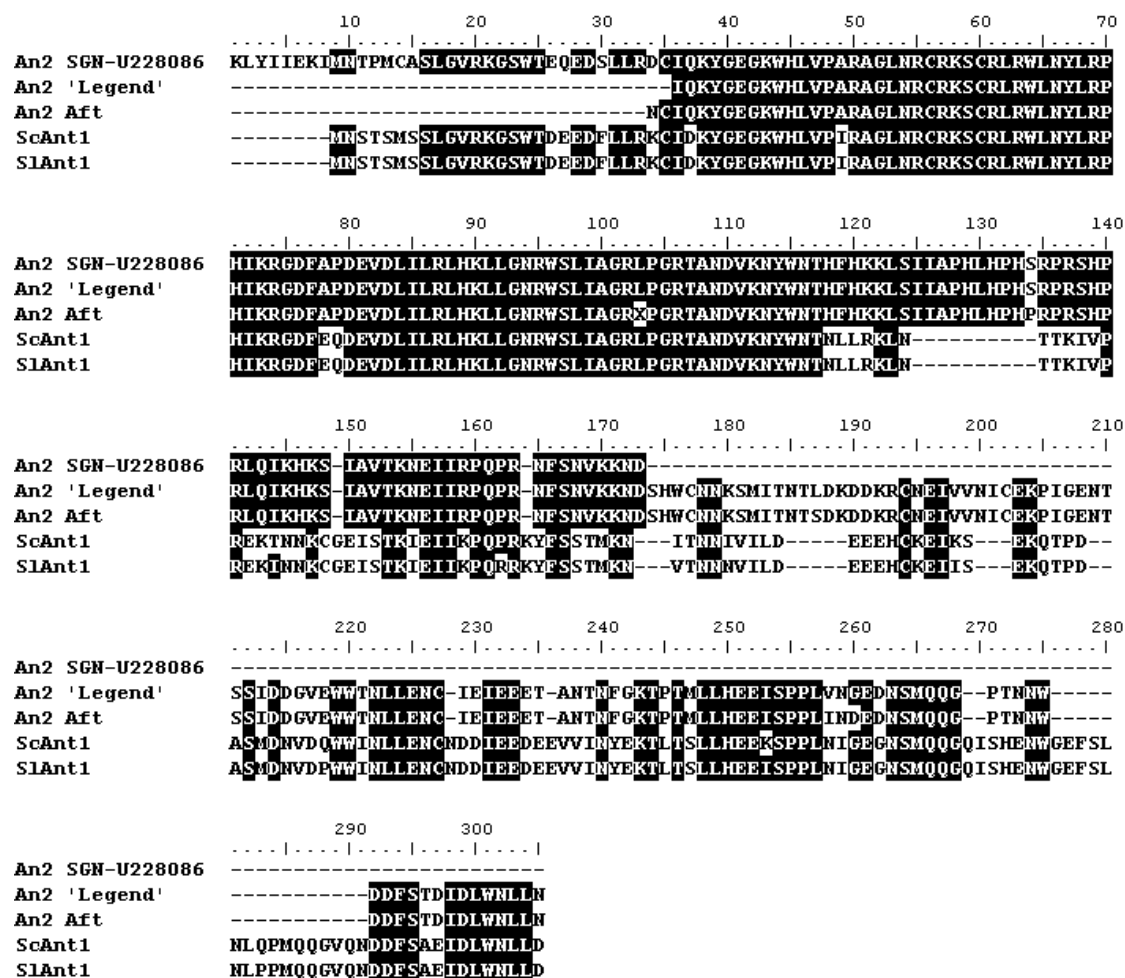 10 20 30 40 50 60 70
....|....|....|....|....|....|....|....|....|....|....|....|....|....|
An2 SGN-U228086 KLYIIEKIMNTPMCASLGVRKGSWTEQEDSLLRDCIQKYGEGKWHLVPARAGLNRCRKSCRLRWLNYLRP
An2 'Legend' -----------------------------------IQKYGEGKWHLVPARAGLNRCRKSCRLRWLNYLRP
An2 Aft ---------------------------------NCIQKYGEGKWHLVPARAGLNRCRKSCRLRWLNYLRP
ScAnt1 --------MNSTSMSSLGVRKGSWTDEEDFLLRKCIDKYGEGKWHLVPIRAGLNRCRKSCRLRWLNYLRP
SlAnt1 --------MNSTSMSSLGVRKGSWTDEEDFLLRKCIDKYGEGKWHLVPIRAGLNRCRKSCRLRWLNYLRP
80 90 100 110 120 130 140
....|....|....|....|....|....|....|....|....|....|....|....|....|....|
An2 SGN-U228086 HIKRGDFAPDEVDLILRLHKLLGNRWSLIAGRLPGRTANDVKNYWNTHFHKKLSIIAPHLHPHSRPRSHP
An2 'Legend' HIKRGDFAPDEVDLILRLHKLLGNRWSLIAGRLPGRTANDVKNYWNTHFHKKLSIIAPHLHPHSRPRSHP
An2 Aft HIKRGDFAPDEVDLILRLHKLLGNRWSLIAGRXPGRTANDVKNYWNTHFHKKLSIIAPHLHPHPRPRSHP
ScAnt1 HIKRGDFEQDEVDLILRLHKLLGNRWSLIAGRLPGRTANDVKNYWNTNLLRKLN----------TTKIVP
SlAnt1 HIKRGDFEQDEVDLILRLHKLLGNRWSLIAGRLPGRTANDVKNYWNTNLLRKLN----------TTKIVP
150 160 170 180 190 200 210
....|....|....|....|....|....|....|....|....|....|....|....|....|....|
An2 SGN-U228086 RLQIKHKS-IAVTKNEIIRPQPR-NFSNVKKND-------------------------------------
An2 'Legend' RLQIKHKS-IAVTKNEIIRPQPR-NFSNVKKNDSHWCNNKSMITNTLDKDDKRCNEIVVNICEKPIGENT
An2 Aft RLQIKHKS-IAVTKNEIIRPQPR-NFSNVKKNDSHWCNNKSMITNTSDKDDKRCNEIVVNICEKPIGENT
ScAnt1 REKTNNKCGEISTKIEIIKPQPRKYFSSTMKN---ITNNIVILD-----EEEHCKEIKS---EKQTPD--
SlAnt1 REKINNKCGEISTKIEIIKPQRRKYFSSTMKN---VTNNNVILD-----EEEHCKEIIS---EKQTPD--
220 230 240 250 260 270 280
....|....|....|....|....|....|....|....|....|....|....|....|....|....|
An2 SGN-U228086 ----------------------------------------------------------------------
An2 'Legend' SSIDDGVEWWTNLLENC-IEIEEET-ANTNFGKTPTMLLHEEISPPLVNGEDNSMQQG--PTNNW-----
An2 Aft SSIDDGVEWWTNLLENC-IEIEEET-ANTNFGKTPTMLLHEEISPPLINDEDNSMQQG--PTNNW-----
ScAnt1 ASMDNVDQWWINLLENCNDDIEEDEEVVINYEKTLTSLLHEEKSPPLNIGEGNSMQQGQISHENWGEFSL
SlAnt1 ASMDNVDPWWINLLENCNDDIEEDEEVVINYEKTLTSLLHEEISPPLNIGEGNSMQQGQISHENWGEFSL
290 300
....|....|....|....|....|
An2 SGN-U228086 -------------------------
An2 'Legend' -----------DDFSTDIDLWNLLN
An2 Aft -----------DDFSTDIDLWNLLN
ScAnt1 NLQPMQQGVQNDDFSAEIDLWNLLD
SlAnt1 NLPPMQQGVQNDDFSAEIDLWNLLD